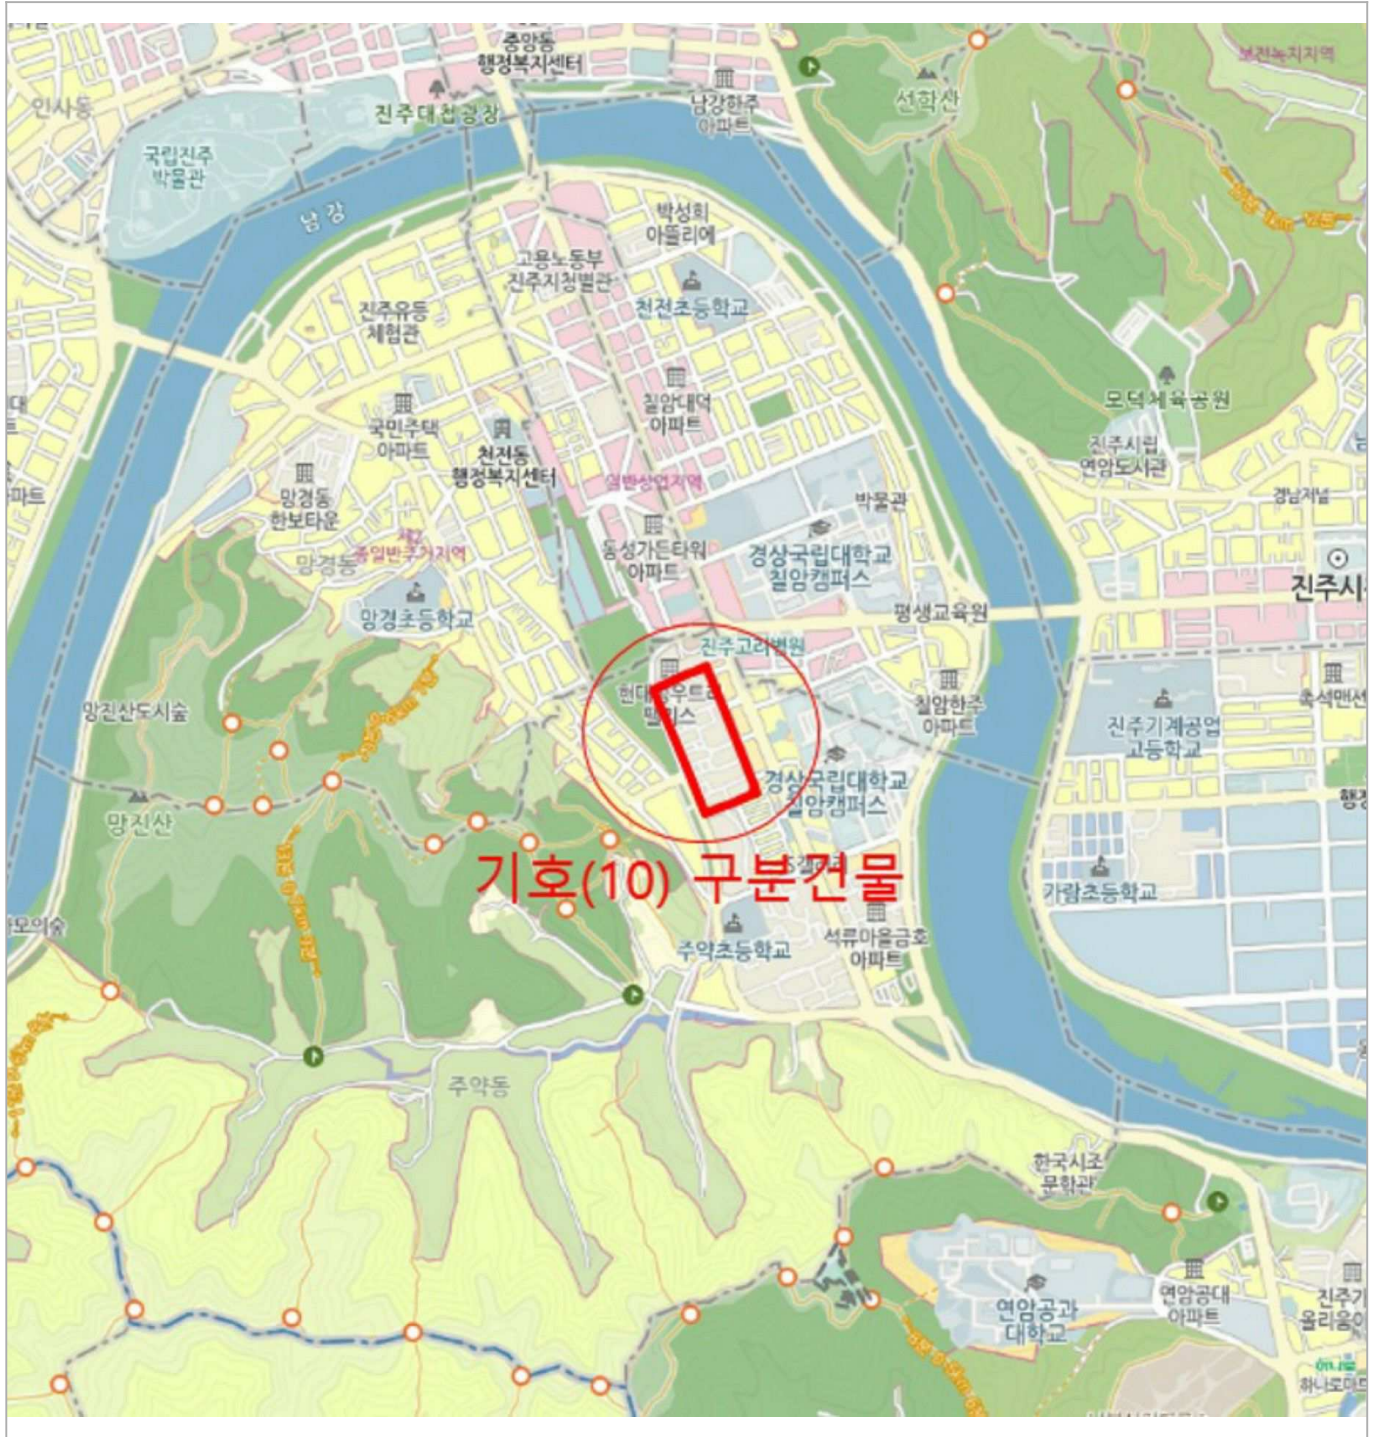 중앙동
행정복지센터
보전녹지지역
인사동
진주대첩광장
남강한주
아파트
선학산
국립진주
박물관
남강
박성희
아뜰리에
고용노동부
진주지청별관
천전초등학교
진주유등
체험관
칠암대덕
아파트
모덕체육공원
국민주택
아파트
천전동
행정복지센터
진주시립
연암도서관
망경동
한보타운
일반상업지역
박물관
경남저널
제2
종일반주거지역
망경동
동성가든타워
아파트
경상국립대학교
칠암캠퍼스
진주시
망경초등학교
평생교육원
진주고려병원
망진산도시숲
칠암한주
아파트
진주기계공업
고등학교
경상국립대학교
칠암캠퍼스
망진산
기호(10) 구분건물
가람초등학교
주약초등학교
석류마을금호
아파트
주약동
한국시조
문학관
연암공과
대학교
연암공대
아파트
하나로마트